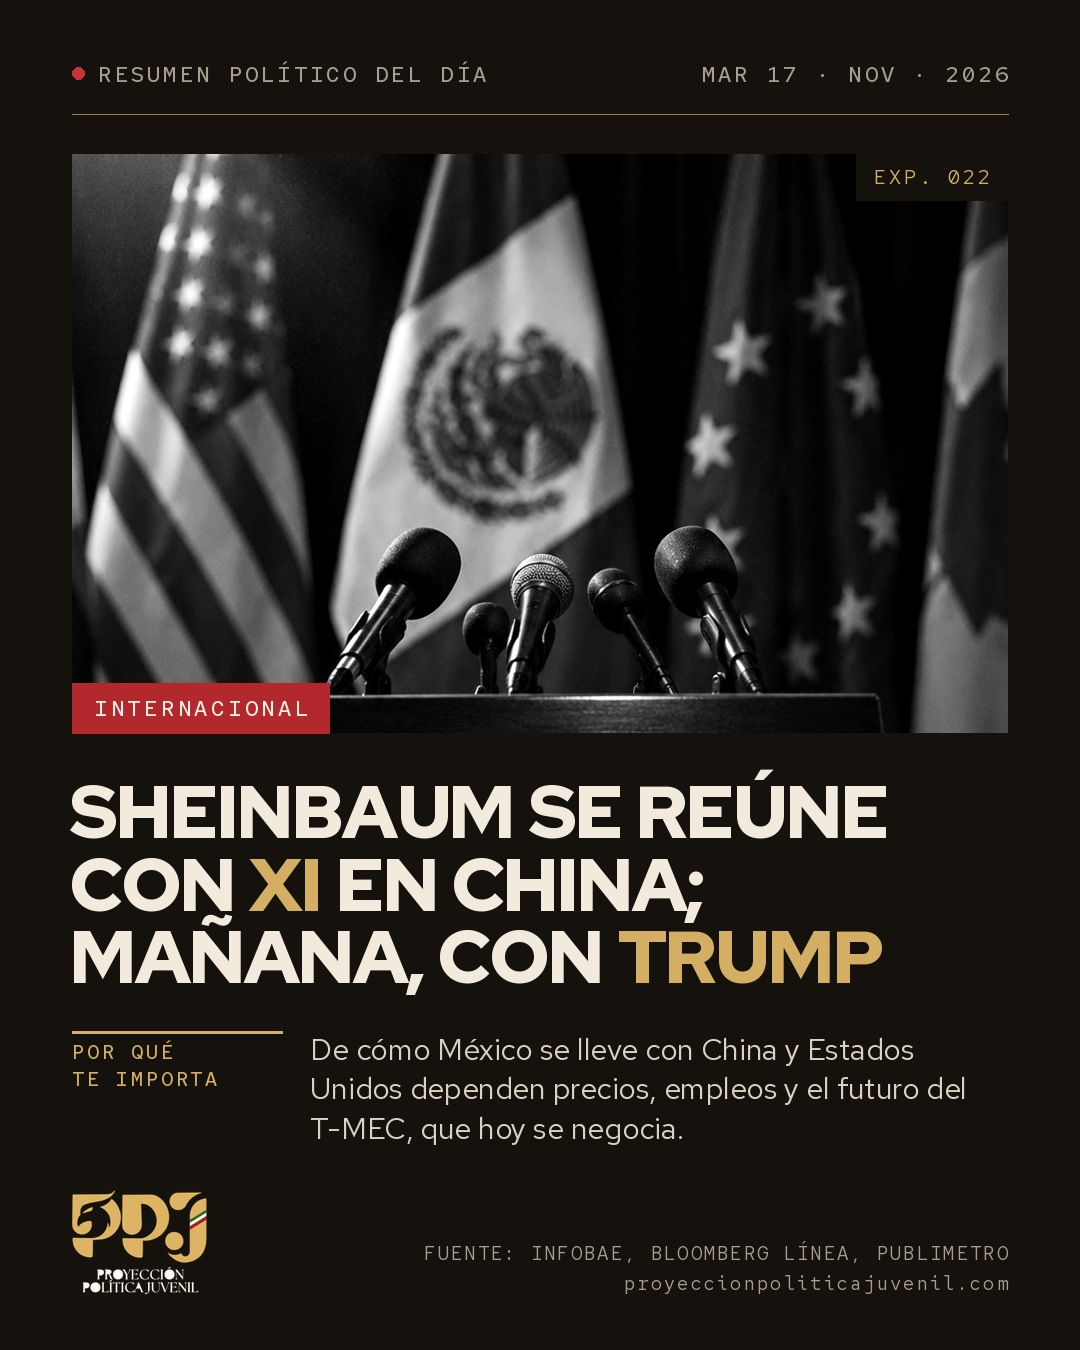 RESUMEN POLÍTICO DEL DÍA
MAR 17 · NOV · 2026
EXP. 022
INTERNACIONAL
SHEINBAUM SE REÚNE
CON XI EN CHINA;
MAÑANA, CON TRUMP
POR QUÉ
TE IMPORTA
De cómo México se lleve con China y Estados
Unidos dependen precios, empleos y el futuro del
T-MEC, que hoy se negocia.
PPJ
PROYECCIÓN
POLÍTICA JUVENIL
FUENTE: INFOBAE, BLOOMBERG LÍNEA, PUBLIMETRO
proyeccionpoliticajuvenil.com